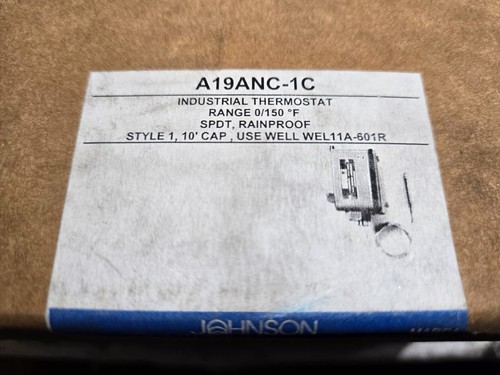 A19ANC-1C
INDUSTRIAL THERMOSTAT
RANGE 0/150 °F
SPDT, RAINPROOF
STYLE 1, 10' CAP , USE WELL WEL11A-601R
JOHNSON